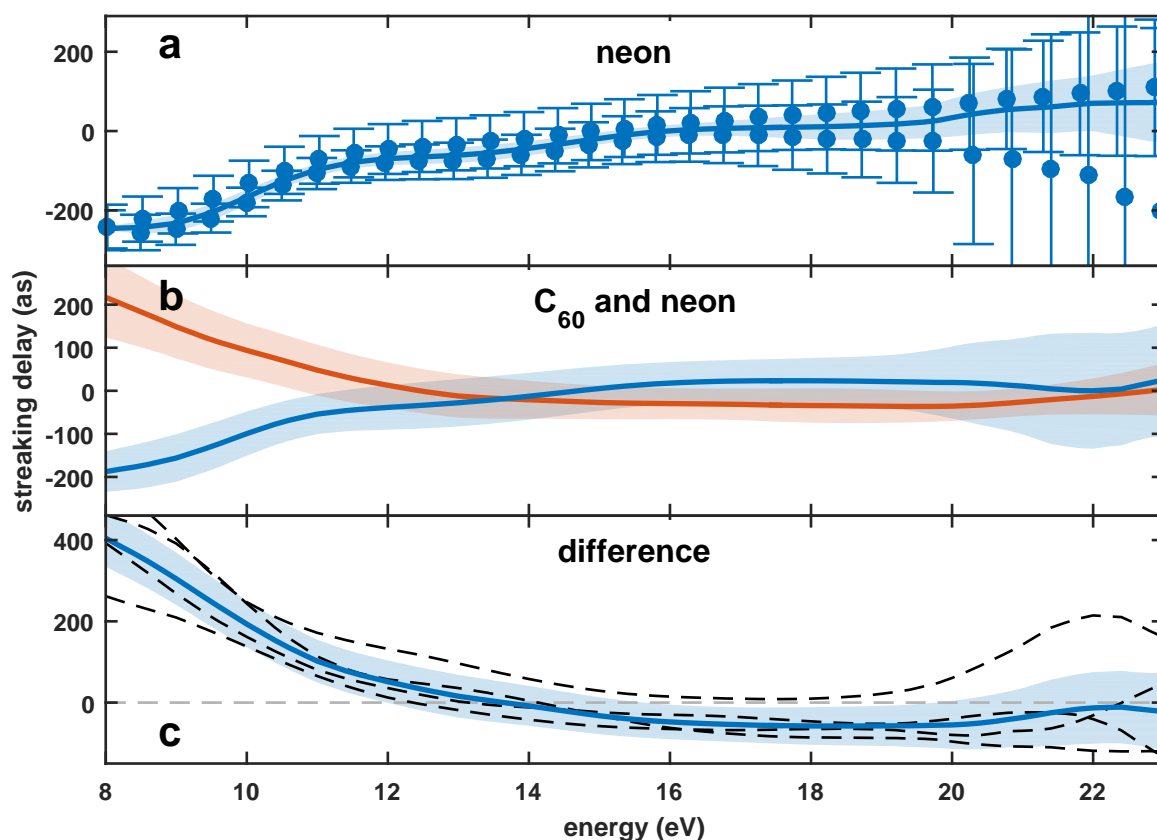 a
neon
200
0
-200
b
C60 and neon
200
100
0
-100
-200
streaking delay (as)
difference
400
200
0
c
8 10 12 14 16 18 20 22
energy (eV)